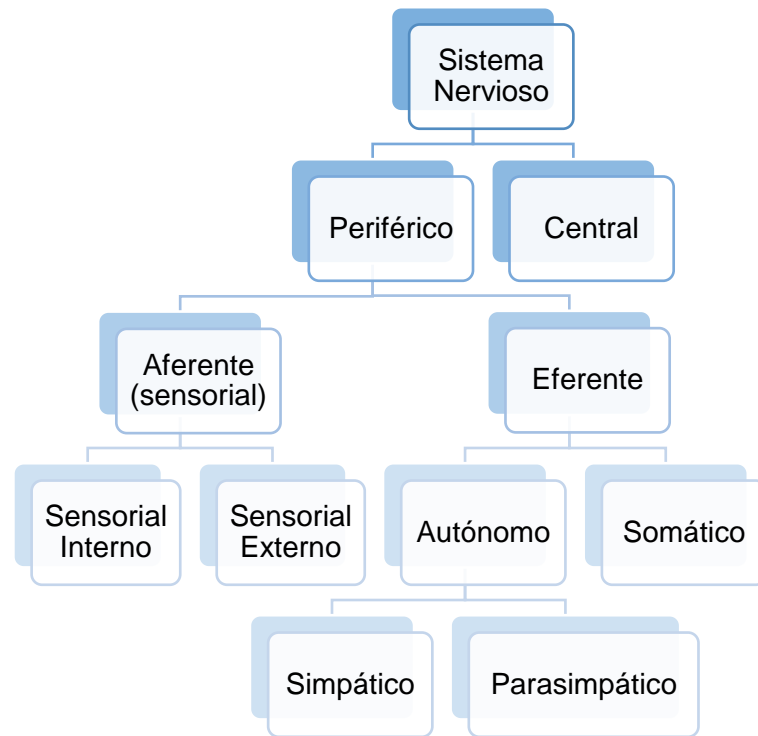 Sistema
Nervioso
Periférico
Central
Aferente
(sensorial)
Eferente
Sensorial
Interno
Sensorial
Externo
Autónomo
Somático
Simpático
Parasimpático